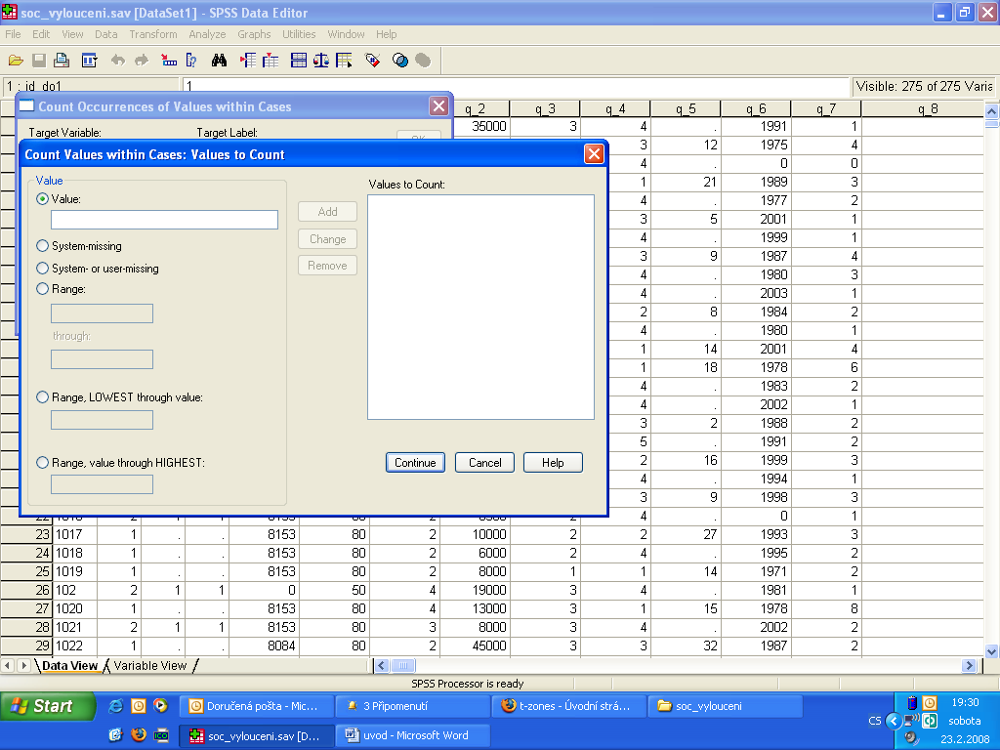 soc_vylouceni.sav [DataSet1] - SPSS Data Editor
File Edit View Data Transform Analyze Graphs Utilities Window Help
1 : id_do1 1 Visible: 275 of 275 Varia
Count Occurrences of Values within Cases
Target Variable: Target Label: OK
Count Values within Cases: Values to Count
Value
Value:
System-missing
System- or user-missing
Range:
through:
Range, LOWEST through value:
Range, value through HIGHEST:
Add
Change
Remove
Values to Count:
Continue Cancel Help
q_2 q_3 q_4 q_5 q_6 q_7 q_8
35000 3 4 . 1991 1
3 12 1975 4
4 . 0 0
1 21 1989 3
4 . 1977 2
3 5 2001 1
4 . 1999 1
3 9 1987 4
4 . 1980 3
4 . 2003 1
2 8 1984 2
4 . 1980 1
1 14 2001 4
1 18 1978 6
4 . 1983 2
4 . 2002 1
3 2 1988 2
5 . 1991 2
2 16 1999 3
4 . 1994 1
3 9 1998 3
4 . 0 1
23 1017 1 . . 8153 80 2 10000 2 2 27 1993 3
24 1018 1 . . 8153 80 2 6000 2 4 . 1995 2
25 1019 1 . . 8153 80 2 8000 1 1 14 1971 2
26 102 2 1 1 0 50 4 19000 3 4 . 1981 1
27 1020 1 . . 8153 80 4 13000 3 1 15 1978 8
28 1021 2 1 1 8153 80 3 8000 3 4 . 2002 2
29 1022 1 . . 8084 80 2 45000 3 3 32 1987 2
Data View Variable View
SPSS Processor is ready
Start Doručená pošta - Mic... 3 Připomenutí t-zones - Úvodní strá... soc_vylouceni
soc_vylouceni.sav [D... uvod - Microsoft Word
CS
19:30
sobota
23.2.2008